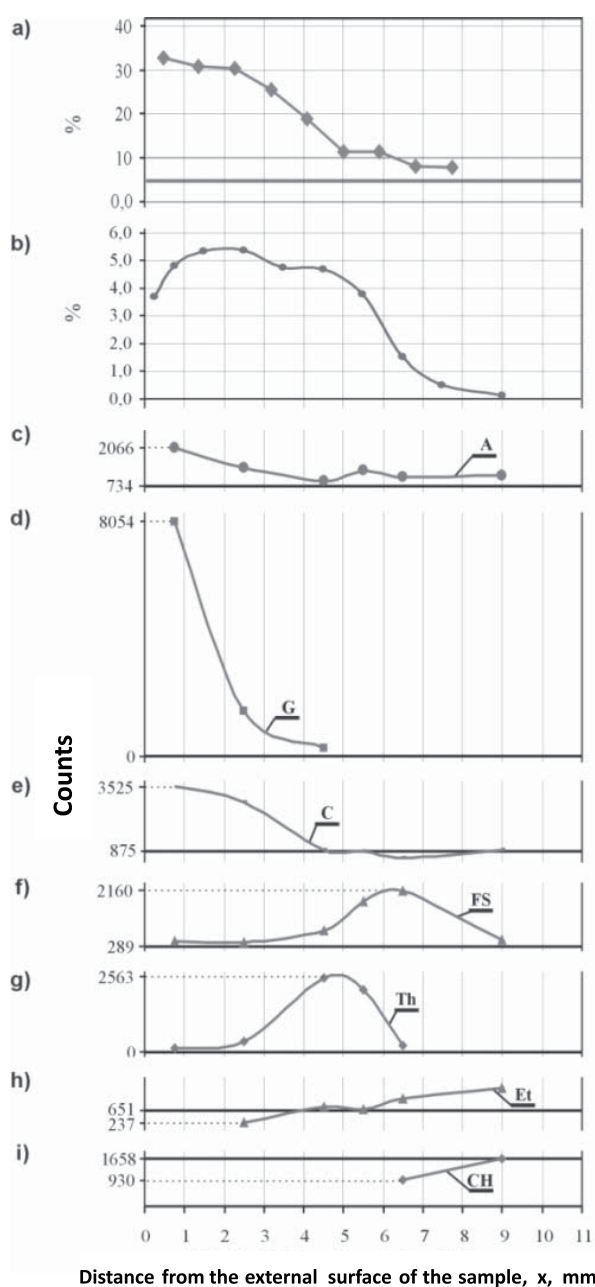 a)
40
30
20
10
0,0
%
b)
6,0
5,0
4,0
3,0
2,0
1,0
0,0
%
c)
2066
734
A
d)
8054
0
G
Counts
e)
3525
875
C
f)
2160
289
FS
g)
2563
0
Th
h)
651
237
Et
i)
1658
930
CH
0 1 2 3 4 5 6 7 8 9 10 11
Distance from the external surface of the sample, x, mm